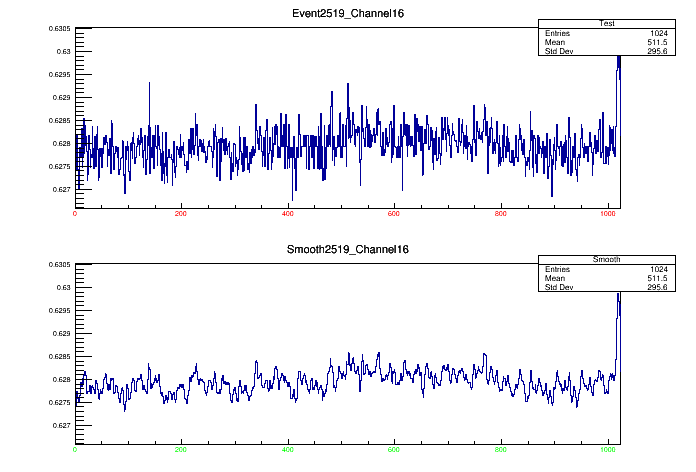 Event2519_Channel16
Test
Entries 1024
Mean 511.5
Std Dev 295.6
0.6305
0.63
0.6295
0.629
0.6285
0.628
0.6275
0.627
0 200 400 600 800 1000
Smooth2519_Channel16
Smooth
Entries 1024
Mean 511.5
Std Dev 295.6
0.6305
0.63
0.6295
0.629
0.6285
0.628
0.6275
0.627
0 200 400 600 800 1000